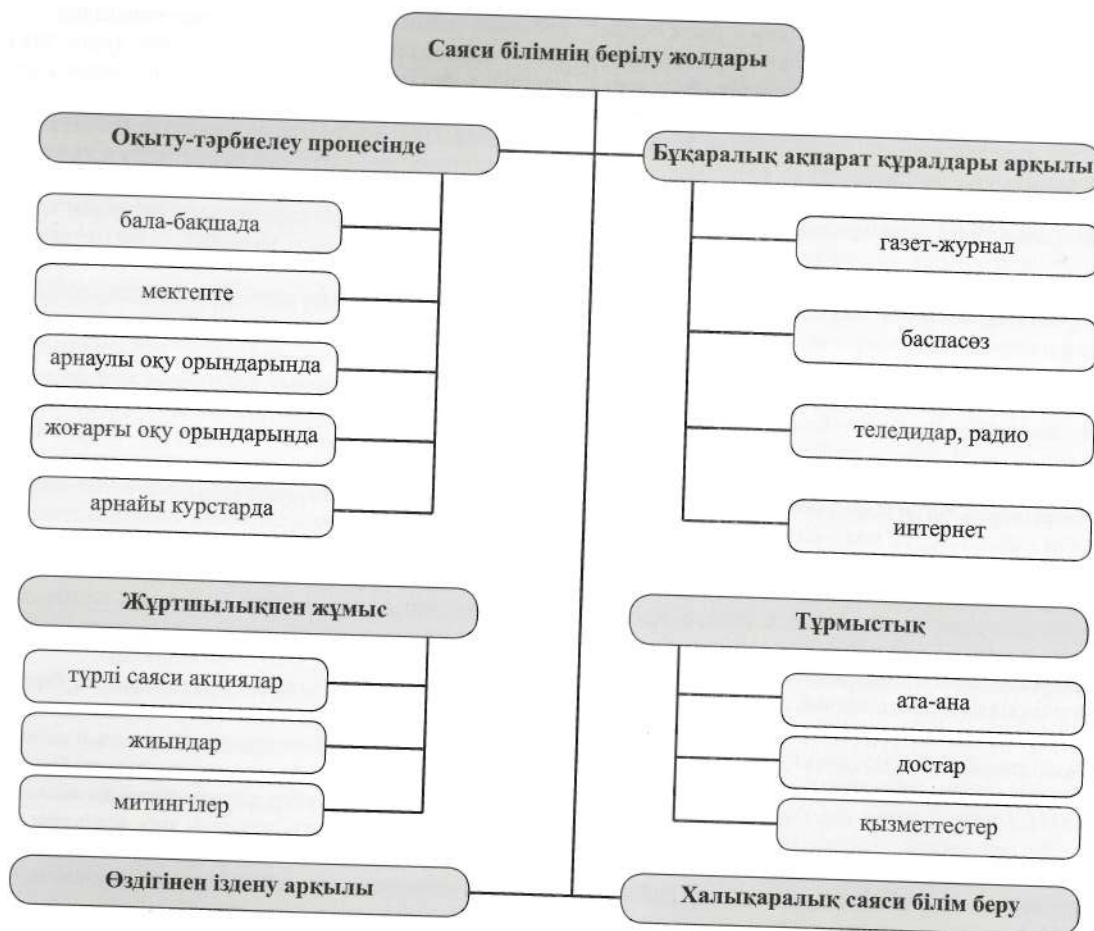 Саяси білімнің берілу жолдары
Оқыту-тәрбиелеу процесінде
бала-бақшада
мектепте
арнаулы оқу орындарында
жоғарғы оқу орындарында
арнайы курстарда
Бұқаралық ақпарат құралдары арқылы
газет-журнал
баспасөз
теледидар, радио
интернет
Жұртшылықпен жұмыс
түрлі саяси акциялар
жиындар
митингілер
Тұрмыстық
ата-ана
достар
қызметтестер
Өздігінен іздену арқылы
Халықаралық саяси білім беру